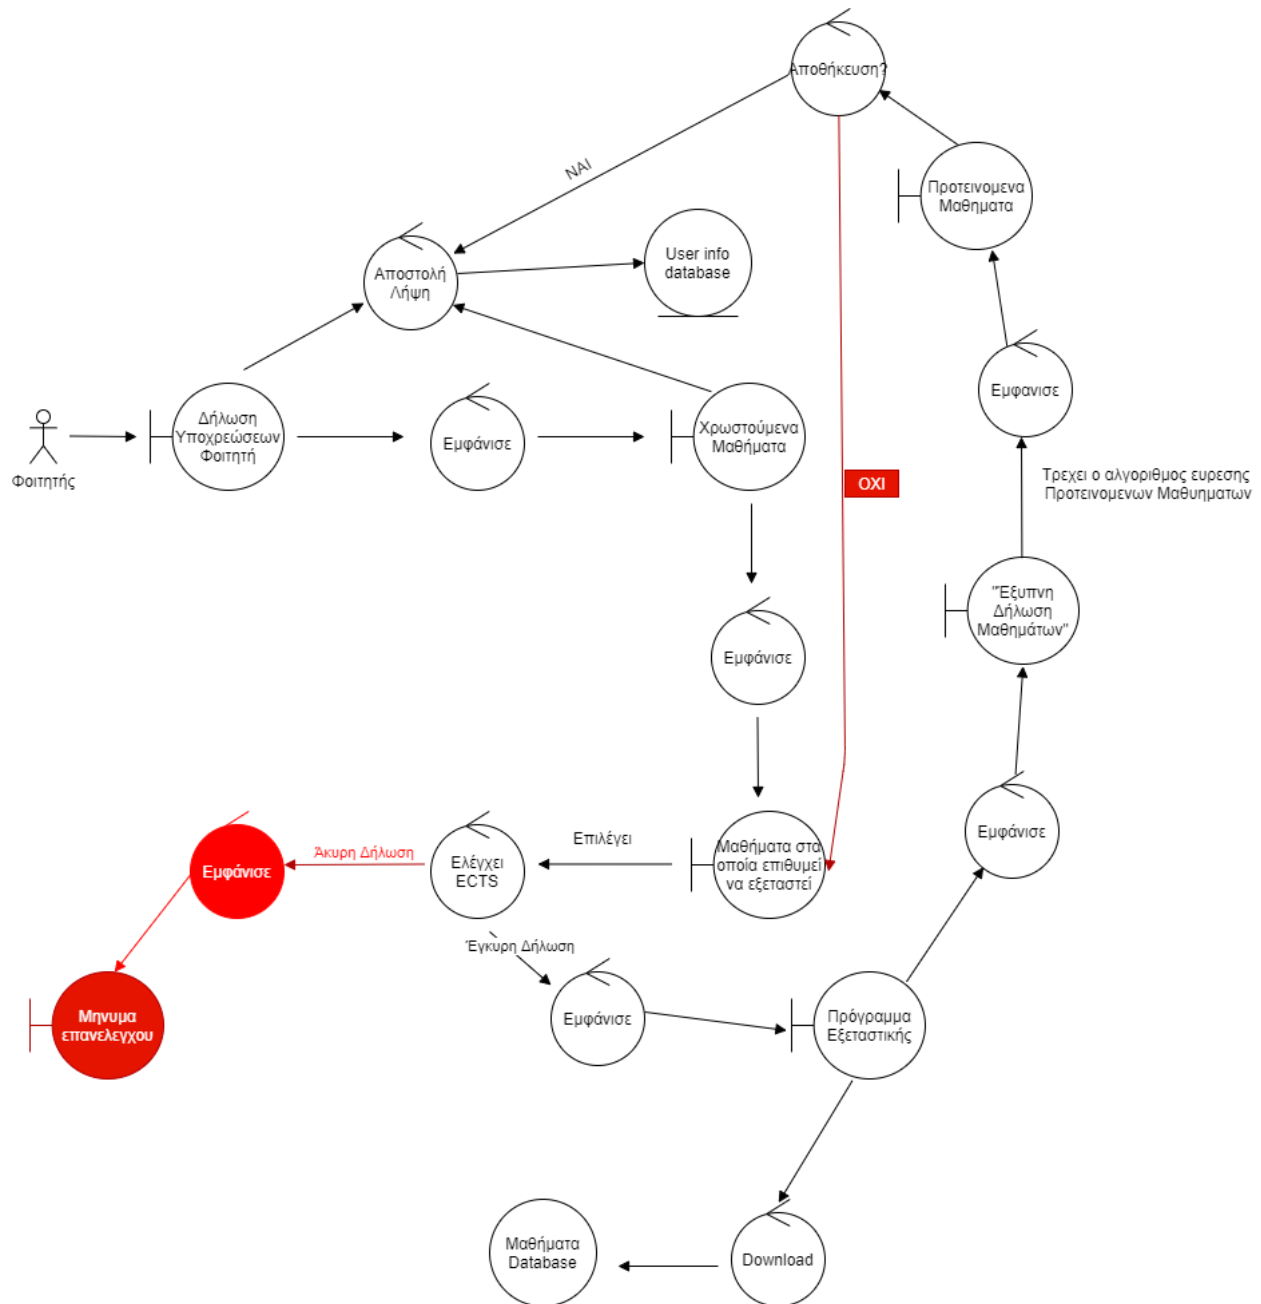 Αποθήκευση?
ΝΑΙ
Προτεινομενα
Μαθηματα
User info
database
Αποστολή
Λήψη
Εμφανισε
Δήλωση
Υποχρεώσεων
Φοιτητή
Εμφάνισε
Χρωστούμενα
Μαθήματα
Φοιτητής
ΟΧΙ
Τρεχει ο αλγοριθμος ευρεσης
Προτεινομενων Μαθυηματων
"Έξυπνη
Δήλωση
Μαθημάτων"
Εμφάνισε
Εμφάνισε
Επιλέγει
Μαθήματα στα
οποία επιθυμεί
να εξεταστεί
Άκυρη Δήλωση
Ελέγχει
ECTS
Εμφάνισε
Έγκυρη Δήλωση
Εμφάνισε
Πρόγραμμα
Εξεταστικής
Μηνυμα
επανελεγχου
Μαθήματα
Database
Download